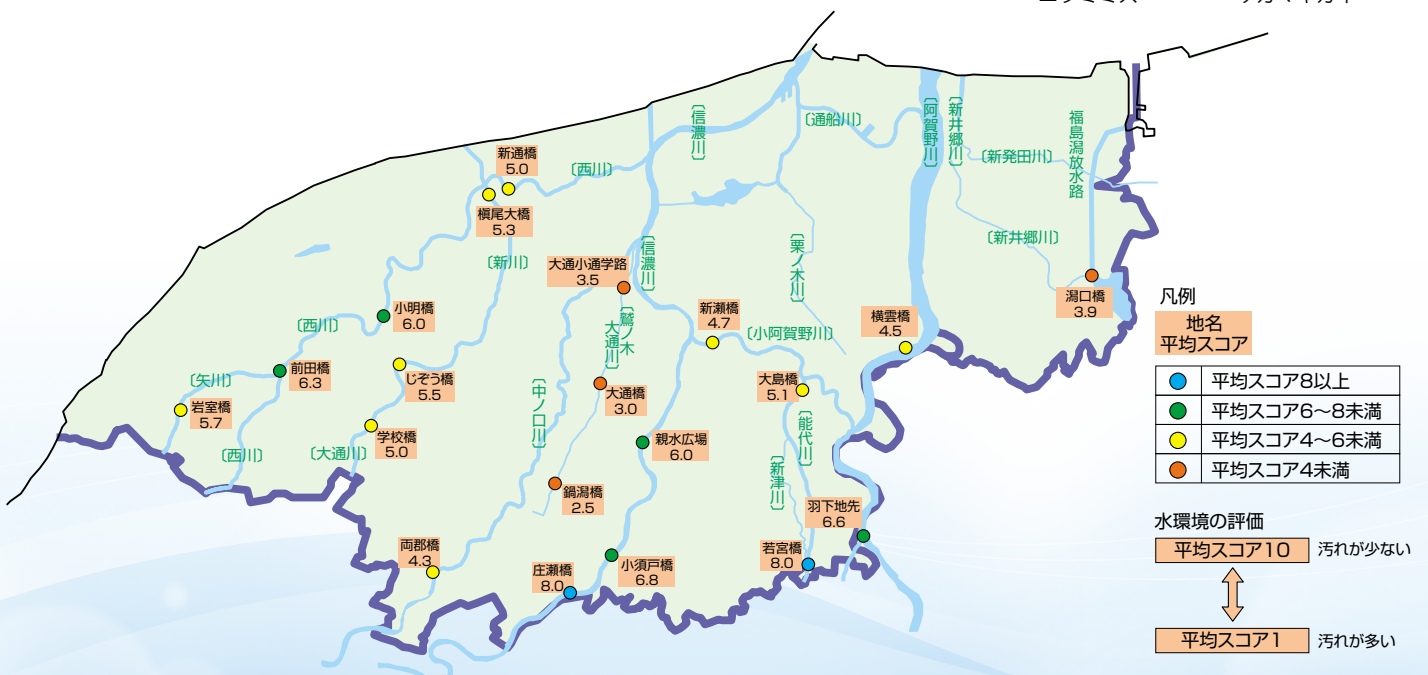 〔信濃川〕
〔通船川〕
〔阿賀野川〕
〔新井郷川〕
福島潟放水路
〔新発田川〕
新通橋
5.0
〔西川〕
槇尾大橋
5.3
〔新川〕
大通小通学路
3.5
〔信濃川〕
〔栗ノ木川〕
〔新井郷川〕
潟口橋
3.9
小明橋
6.0
〔西川〕
〔鷲ノ木
大通川〕
新瀬橋
4.7
〔小阿賀野川〕
横雲橋
4.5
前田橋
6.3
〔矢川〕
岩室橋
5.7
じぞう橋
5.5
〔中ノ口川〕
大通橋
3.0
大島橋
5.1
〔能代川〕
学校橋
5.0
〔西川〕
〔大通川〕
親水広場
6.0
〔新津川〕
鍋潟橋
2.5
羽下地先
6.6
両郡橋
4.3
庄瀬橋
8.0
小須戸橋
6.8
若宮橋
8.0
凡例
地名
平均スコア
平均スコア8以上
平均スコア6〜8未満
平均スコア4〜6未満
平均スコア4未満
水環境の評価
平均スコア10 汚れが少ない
平均スコア1 汚れが多い